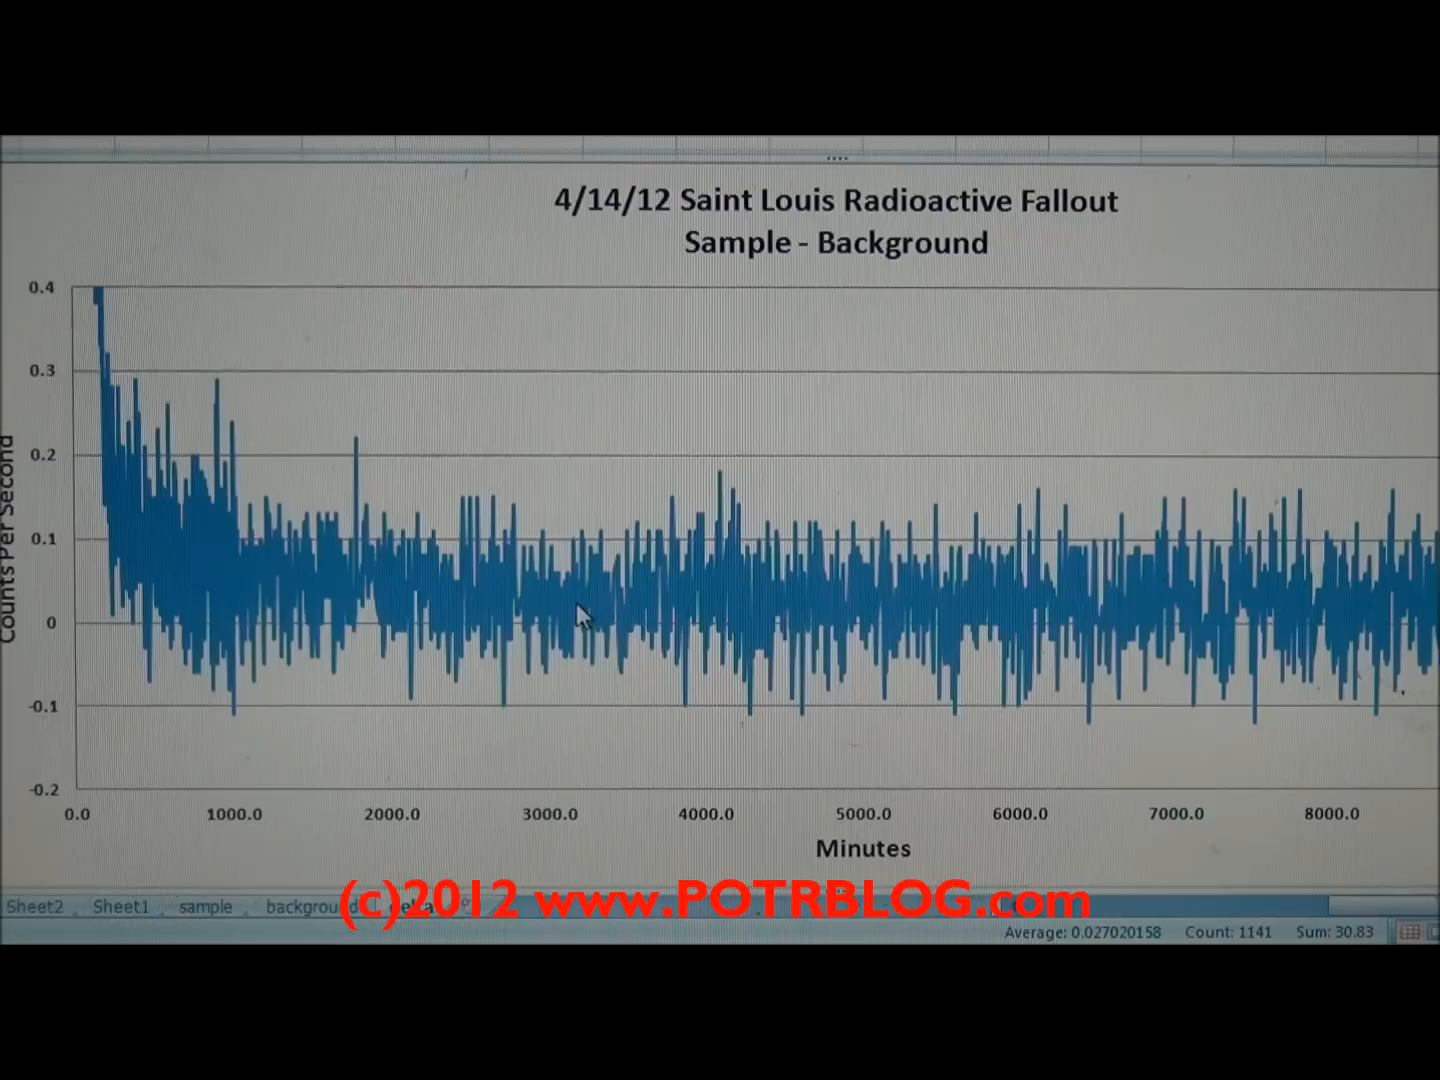 4/14/12 Saint Louis Radioactive Fallout
Sample - Background
0.4
0.3
0.2
0.1
0
-0.1
-0.2
Counts Per Second
0.0 1000.0 2000.0 3000.0 4000.0 5000.0 6000.0 7000.0 8000.0
Minutes
(c)2012 www.POTRBLOG.com
Sheet2 Sheet1 sample background
Average: 0.027020158 Count: 1141 Sum: 30.83